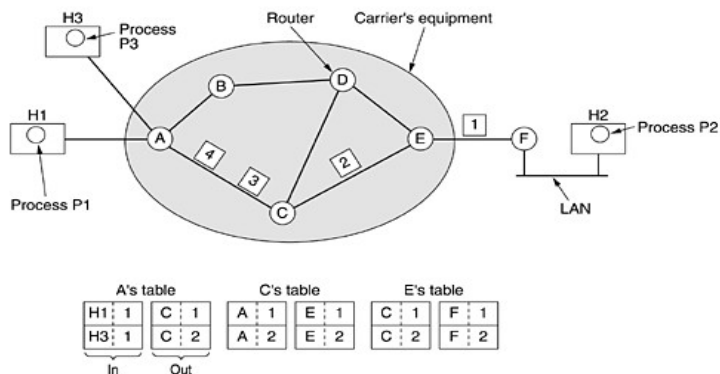 H3
Process
P3
Router
Carrier's equipment
B
D
H1
A
E
1
F
H2
Process P2
4
3
2
Process P1
C
LAN
A's table
C's table
E's table
H1 1 C 1 A 1 E 1 C 1 F 1
H3 1 C 2 A 2 E 2 C 2 F 2
In Out